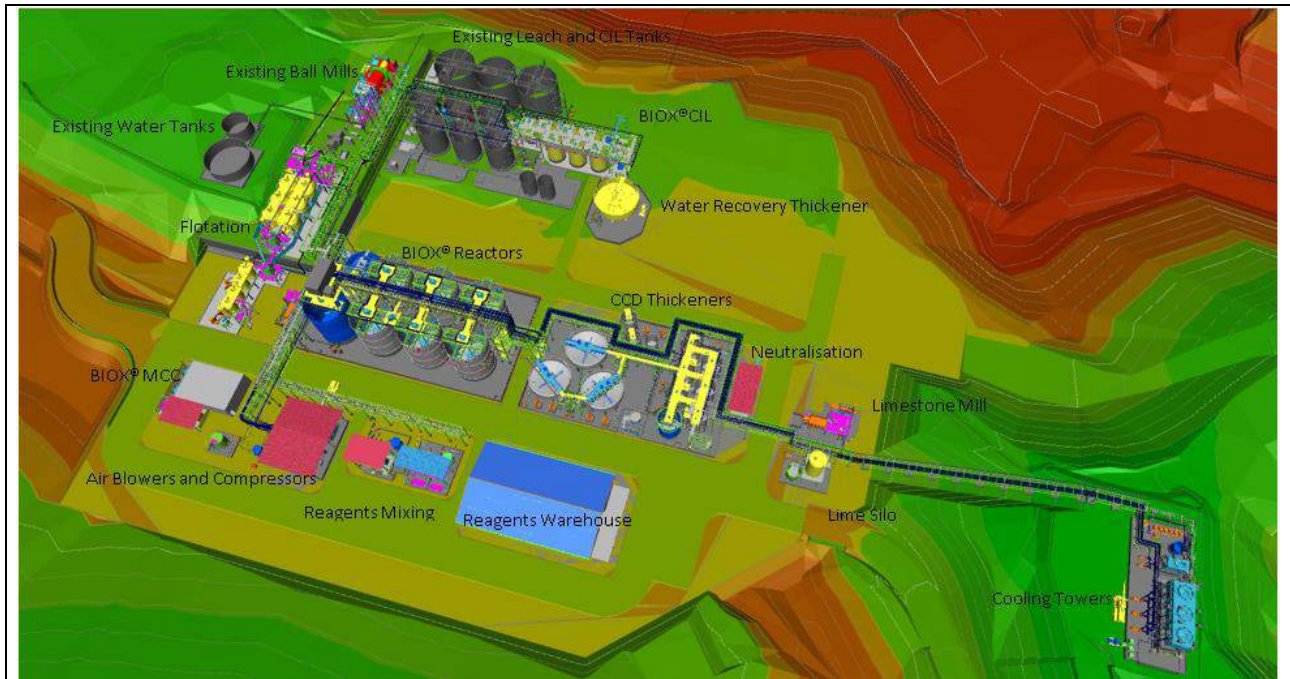 Existing Leach and CIL Tanks
Existing Ball Mills
BIOX®CIL
Existing Water Tanks
Water Recovery Thickener
Flotation
BIOX® Reactors
CCD Thickeners
Neutralisation
BIOX® MCC
Limestone Mill
Air Blowers and Compressors
Reagents Mixing
Reagents Warehouse
Lime Silo
Cooling Towers